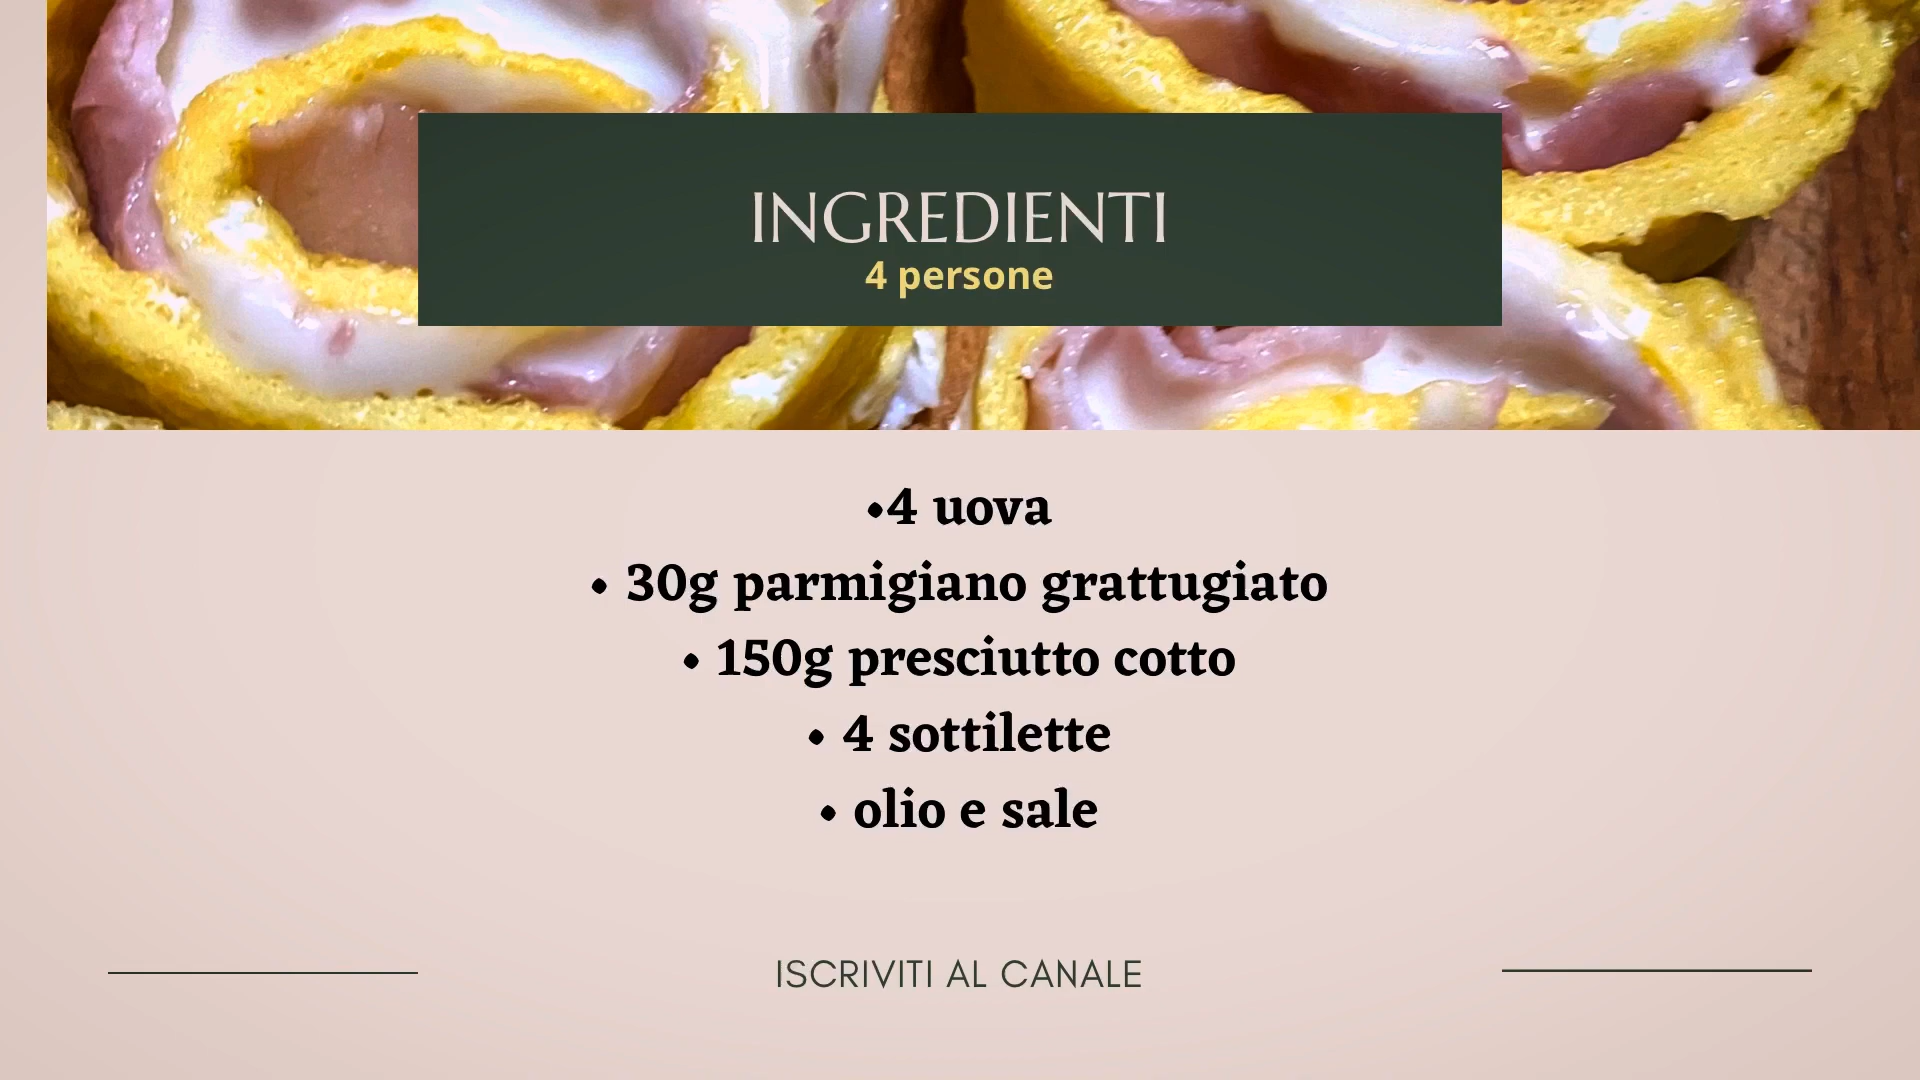 INGREDIENTI
4 persone
•4 uova
• 30g parmigiano grattugiato
• 150g presciutto cotto
• 4 sottilette
• olio e sale
ISCRIVITI AL CANALE